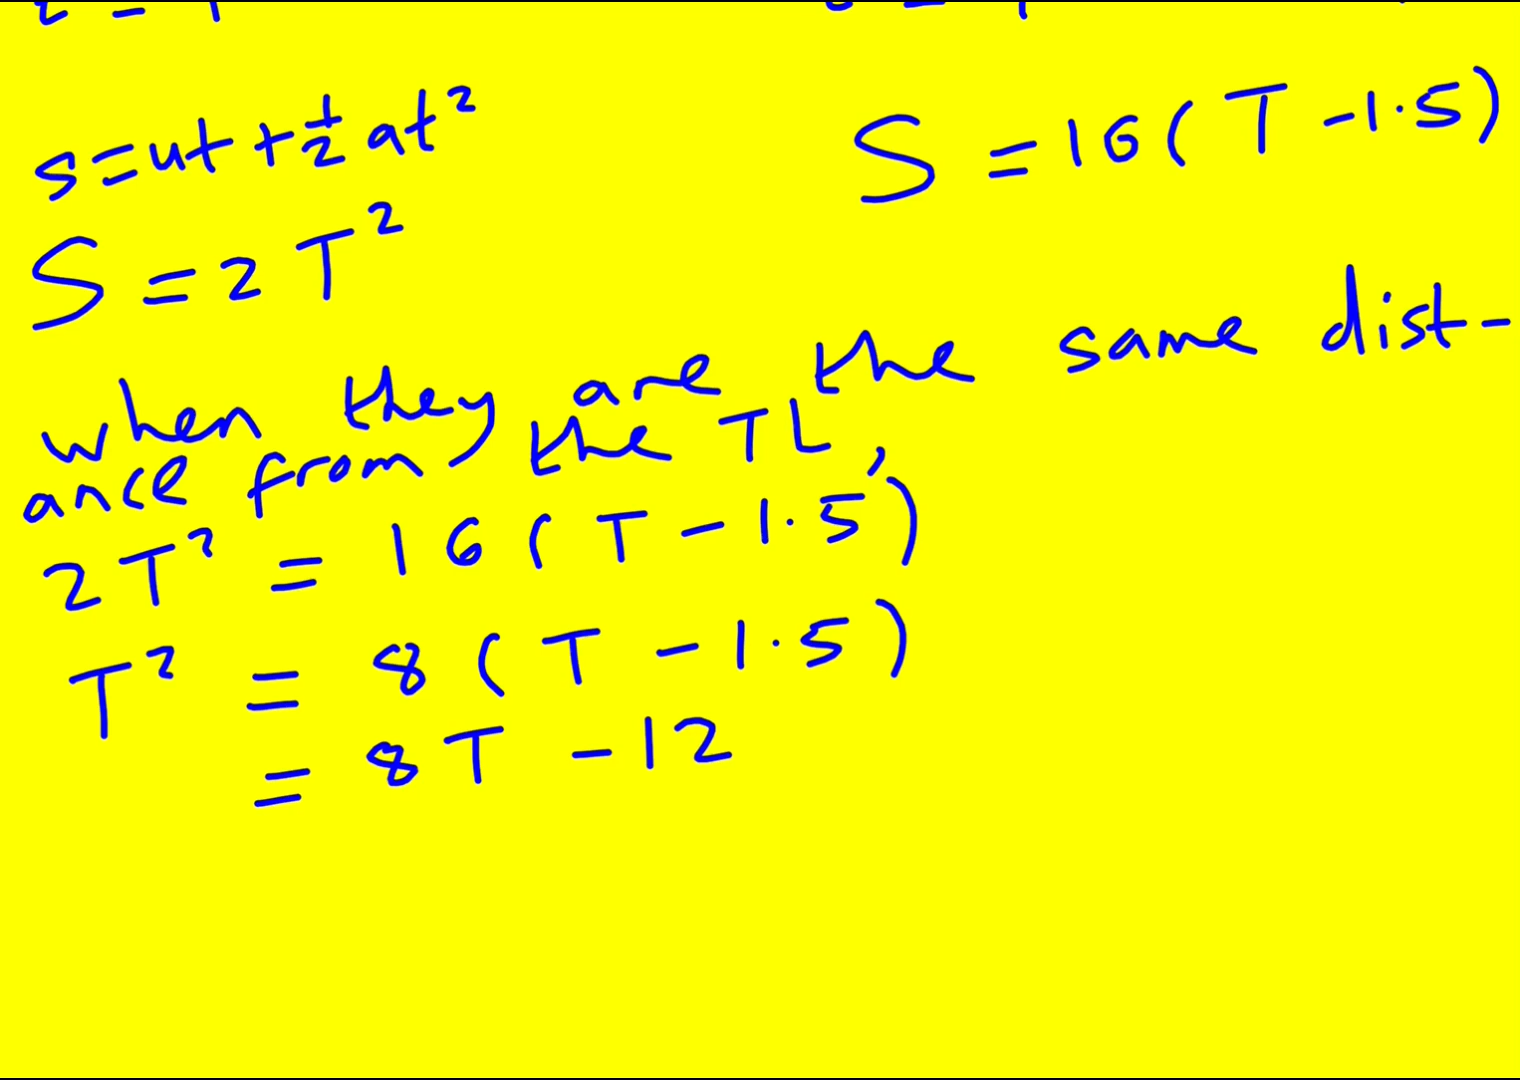 s=ut+½at²
S=16(T-1.5)
S=2T²
when they are the same dist-
ance from the TL,
2T²=16(T-1.5)
T²=8(T-1.5)
=8T-12